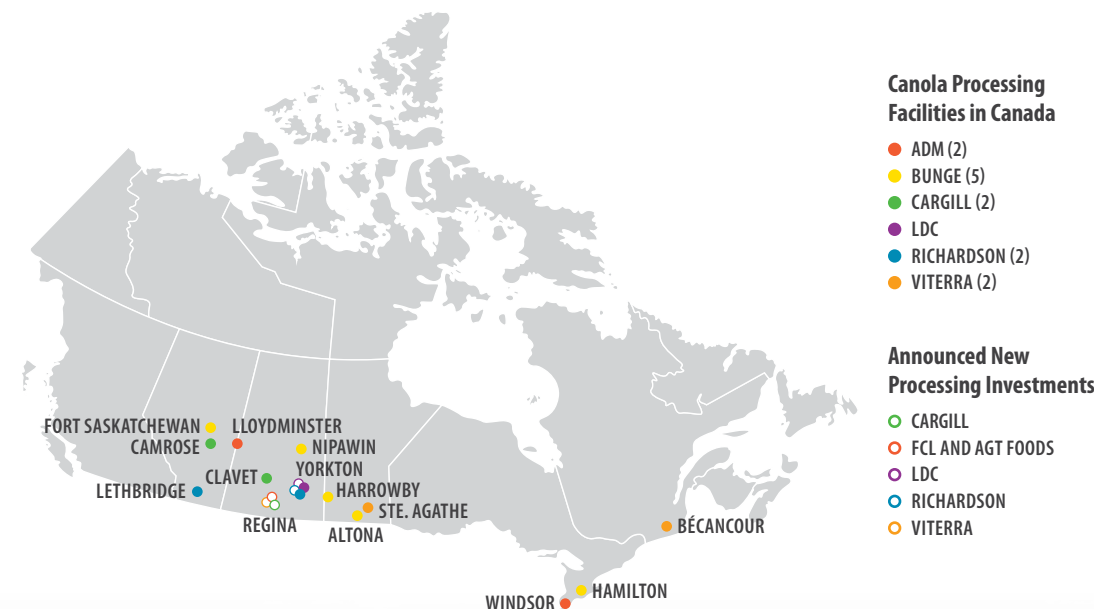 Canola Processing
Facilities in Canada
ADM (2)
BUNGE (5)
CARGILL (2)
LDC
RICHARDSON (2)
VITERRA (2)
Announced New
Processing Investments
CARGILL
FCL AND AGT FOODS
LDC
RICHARDSON
VITERRA
FORT SASKATCHEWAN
LLOYDMINSTER
CAMROSE
NIPAWIN
YORKTON
CLAVET
LETHBRIDGE
HARROWBY
STE. AGATHE
REGINA
ALTONA
BÉCANCOUR
HAMILTON
WINDSOR